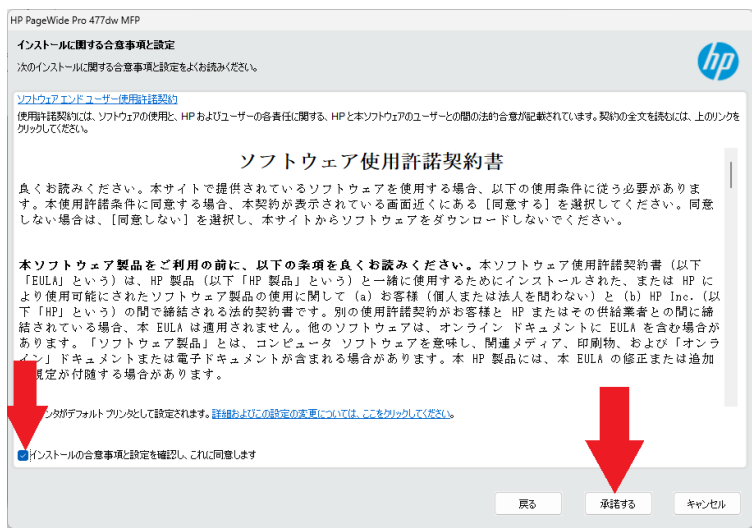 HP PageWide Pro 477dw MFP
インストールに関する合意事項と設定
次のインストールに関する合意事項と設定をよくお読みください。
hp
ソフトウェア エンド ユーザー使用許諾契約
使用許諾契約には、ソフトウェアの使用と、HP およびユーザーの各責任に関する、HP と本ソフトウェアのユーザーとの間の法的合意が記載されています。契約の全文を読むには、上のリンクを
クリックしてください。
ソフトウェア使用許諾契約書
良くお読みください。本サイトで提供されているソフトウェアを使用する場合、以下の使用条件に従う必要がありま
す。本使用許諾条件に同意する場合、本契約が表示されている画面近くにある [同意する] を選択してください。同意
しない場合は、[同意しない] を選択し、本サイトからソフトウェアをダウンロードしないでください。
本ソフトウェア製品をご利用の前に、以下の条項を良くお読みください。本ソフトウェア使用許諾契約書 (以下
「EULA」という) は、HP 製品 (以下「HP 製品」という) と一緒に使用するためにインストールされた、または HP に
より使用可能にされたソフトウェア製品の使用に関して (a) お客様 (個人または法人を問わない) と (b) HP Inc. (以
下「HP」という) の間で締結される法的契約書です。別の使用許諾契約がお客様と HP またはその供給業者との間に締
結されている場合、本 EULA は適用されません。他のソフトウェアは、オンライン ドキュメントに EULA を含む場合が
あります。「ソフトウェア製品」とは、コンピュータ ソフトウェアを意味し、関連メディア、印刷物、および「オンラ
イン」ドキュメントまたは電子ドキュメントが含まれる場合があります。本 HP 製品には、本 EULA の修正または追加
規定が付随する場合があります。
ンタがデフォルト プリンタとして設定されます。詳細およびこの設定の変更については、ここをクリックしてください。
インストールの合意事項と設定を確認し、これに同意します
戻る
承諾する
キャンセル